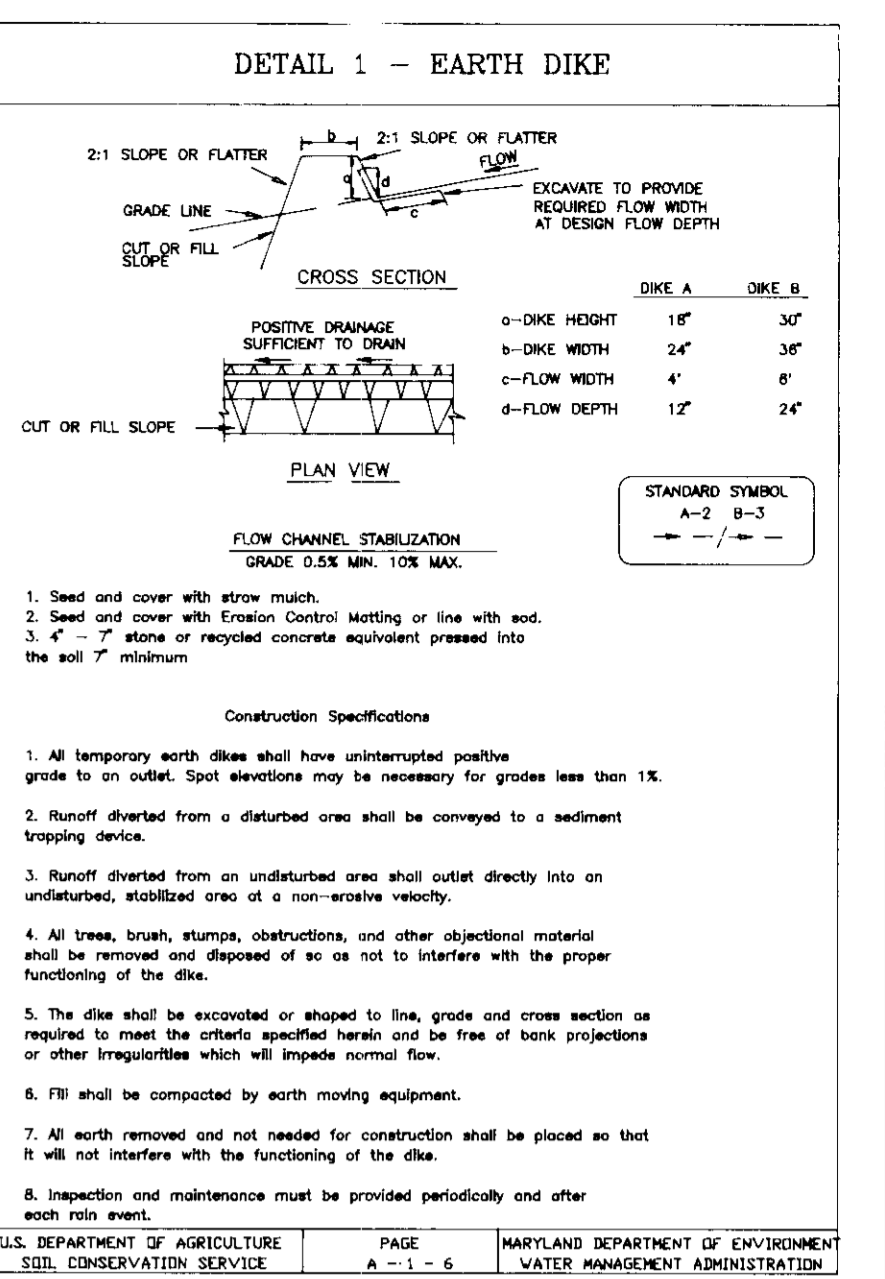 DETAIL 1 – EARTH DIKE
b
2:1 SLOPE OR FLATTER
2:1 SLOPE OR FLATTER
FLOW
a
d
c
GRADE LINE
EXCAVATE TO PROVIDE
REQUIRED FLOW WIDTH
AT DESIGN FLOW DEPTH
CUT OR FILL
SLOPE
CROSS SECTION
DIKE A DIKE B
a-DIKE HEIGHT 18" 30"
b-DIKE WIDTH 24" 36"
c-FLOW WIDTH 4' 6'
d-FLOW DEPTH 12" 24"
POSITIVE DRAINAGE
SUFFICIENT TO DRAIN
CUT OR FILL SLOPE
PLAN VIEW
STANDARD SYMBOL
A-2 B-3
FLOW CHANNEL STABILIZATION
GRADE 0.5% MIN. 10% MAX.
1. Seed and cover with straw mulch.
2. Seed and cover with Erosion Control Matting or line with sod.
3. 4" – 7" stone or recycled concrete equivalent pressed into
the soil 7" minimum
Construction Specifications
1. All temporary earth dikes shall have uninterrupted positive
grade to an outlet. Spot elevations may be necessary for grades less than 1%.
2. Runoff diverted from a disturbed area shall be conveyed to a sediment
trapping device.
3. Runoff diverted from an undisturbed area shall outlet directly into an
undisturbed, stabilized area at a non-erosive velocity.
4. All trees, brush, stumps, obstructions, and other objectional material
shall be removed and disposed of so as not to interfere with the proper
functioning of the dike.
5. The dike shall be excavated or shaped to line, grade and cross section as
required to meet the criteria specified herein and be free of bank projections
or other irregularities which will impede normal flow.
6. Fill shall be compacted by earth moving equipment.
7. All earth removed and not needed for construction shall be placed so that
it will not interfere with the functioning of the dike.
8. Inspection and maintenance must be provided periodically and after
each rain event.
U.S. DEPARTMENT OF AGRICULTURE
SOIL CONSERVATION SERVICE
PAGE
A - 1 - 6
MARYLAND DEPARTMENT OF ENVIRONMENT
WATER MANAGEMENT ADMINISTRATION